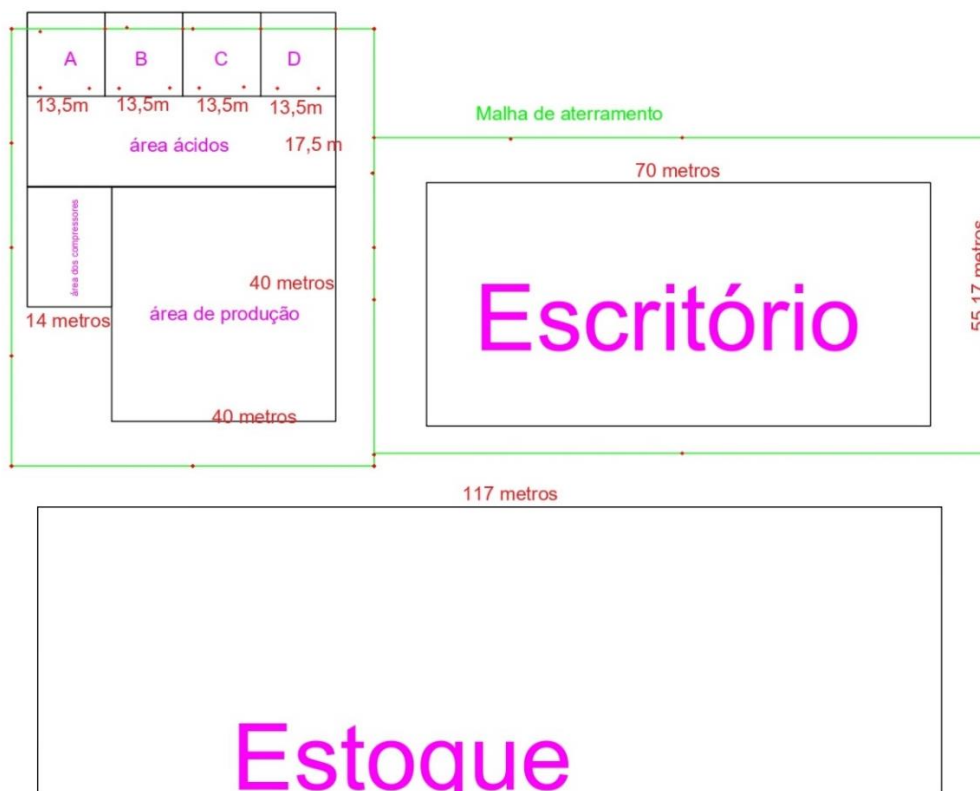 A B C D
13,5m 13,5m 13,5m 13,5m
Malha de aterramento
área ácidos 17,5 m
70 metros
área dos compressores
55,17 metros
40 metros
Escritório
14 metros
área de produção
40 metros
117 metros
Estoque